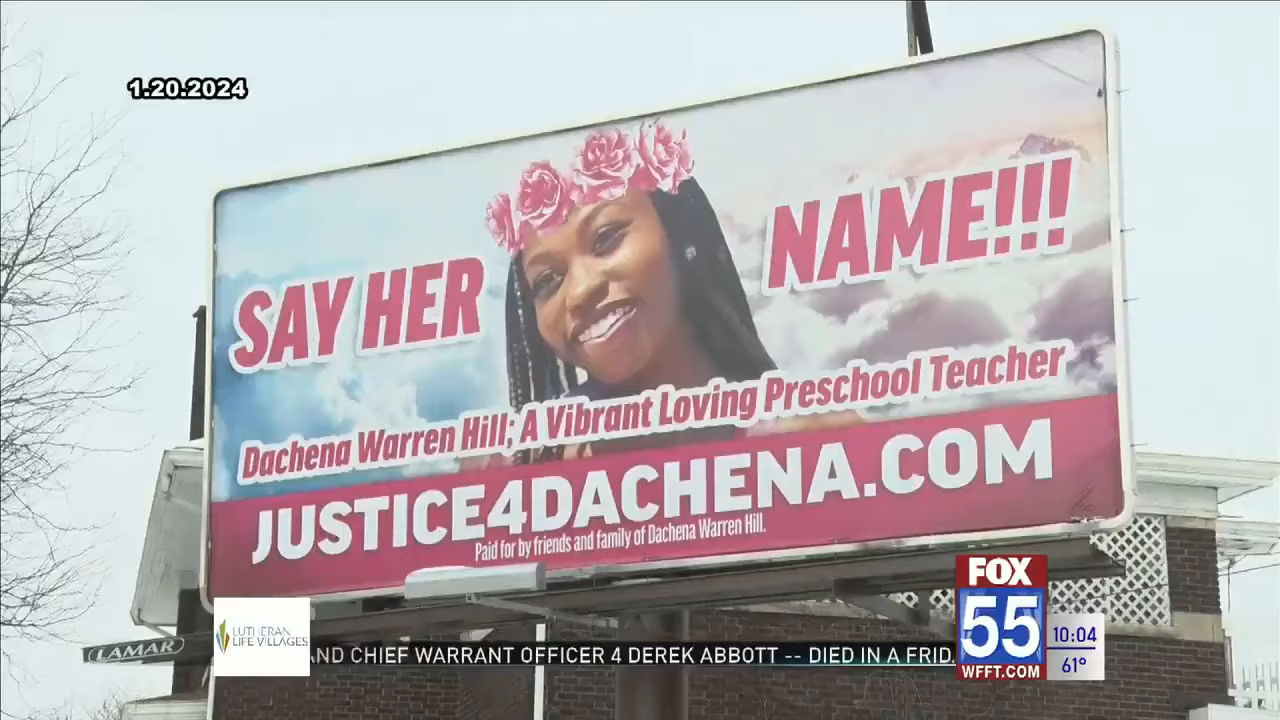 1.20.2024
SAY HER
NAME!!!
Dachena Warren Hill; A Vibrant Loving Preschool Teacher
JUSTICE4DACHENA.COM
Paid for by friends and family of Dachena Warren Hill.
LAMAR
LUTHERAN
LIFE VILLAGES
AND CHIEF WARRANT OFFICER 4 DEREK ABBOTT -- DIED IN A FRID
FOX
55
WFFT.COM
10:04
61°